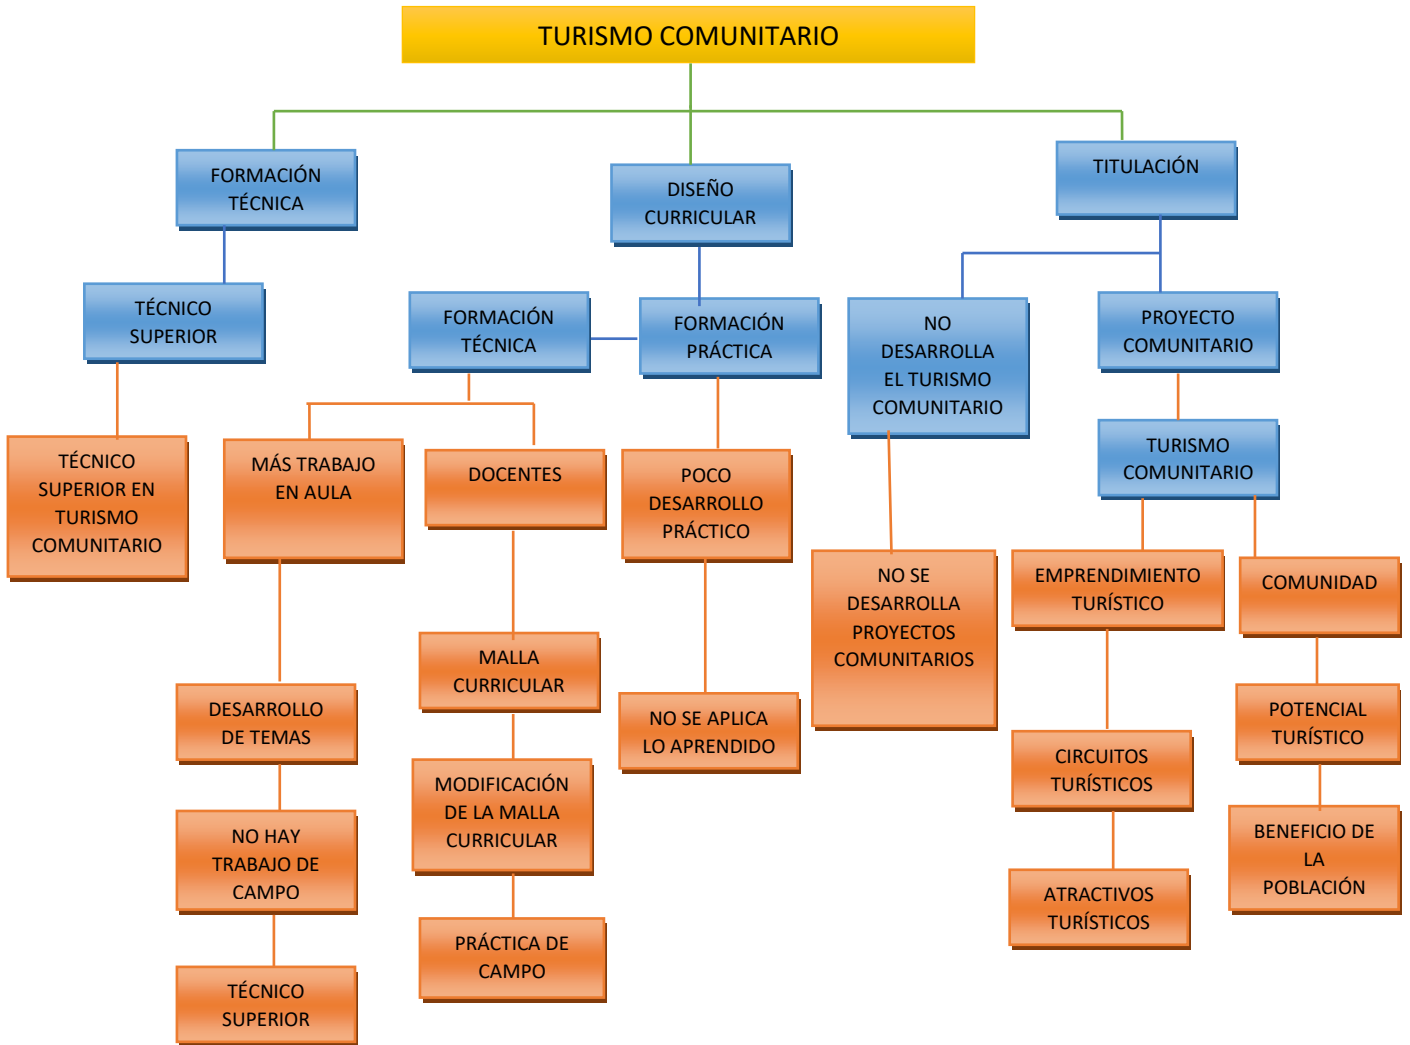 TURISMO COMUNITARIO
FORMACIÓN
TÉCNICA
DISEÑO
CURRICULAR
TITULACIÓN
TÉCNICO
SUPERIOR
FORMACIÓN
TÉCNICA
FORMACIÓN
PRÁCTICA
NO
DESARROLLA
EL TURISMO
COMUNITARIO
PROYECTO
COMUNITARIO
TURISMO
COMUNITARIO
TÉCNICO
SUPERIOR EN
TURISMO
COMUNITARIO
MÁS TRABAJO
EN AULA
DOCENTES
POCO
DESARROLLO
PRÁCTICO
NO SE
DESARROLLA
PROYECTOS
COMUNITARIOS
EMPRENDIMIENTO
TURÍSTICO
COMUNIDAD
MALLA
CURRICULAR
DESARROLLO
DE TEMAS
NO SE APLICA
LO APRENDIDO
POTENCIAL
TURÍSTICO
CIRCUITOS
TURÍSTICOS
MODIFICACIÓN
DE LA MALLA
CURRICULAR
NO HAY
TRABAJO DE
CAMPO
BENEFICIO DE
LA
POBLACIÓN
ATRACTIVOS
TURÍSTICOS
PRÁCTICA DE
CAMPO
TÉCNICO
SUPERIOR